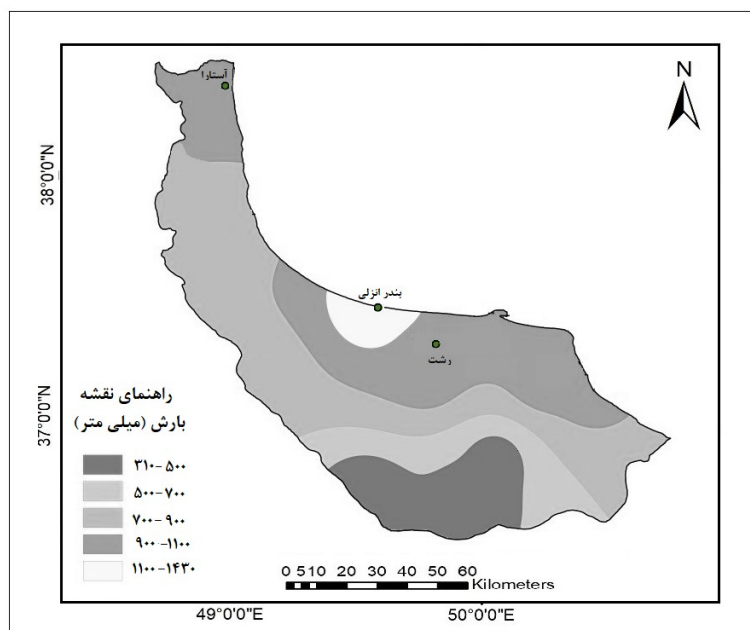 آستارا
N
38°0'0"N
بندر انزلی
رشت
37°0'0"N
راهنمای نقشه
بارش (میلی متر)
۳۱۰-۵۰۰
۵۰۰-۷۰۰
۷۰۰-۹۰۰
۹۰۰-۱۱۰۰
۱۱۰۰-۱۴۳۰
0 5 10 20 30 40 50 60
Kilometers
49°0'0"E
50°0'0"E